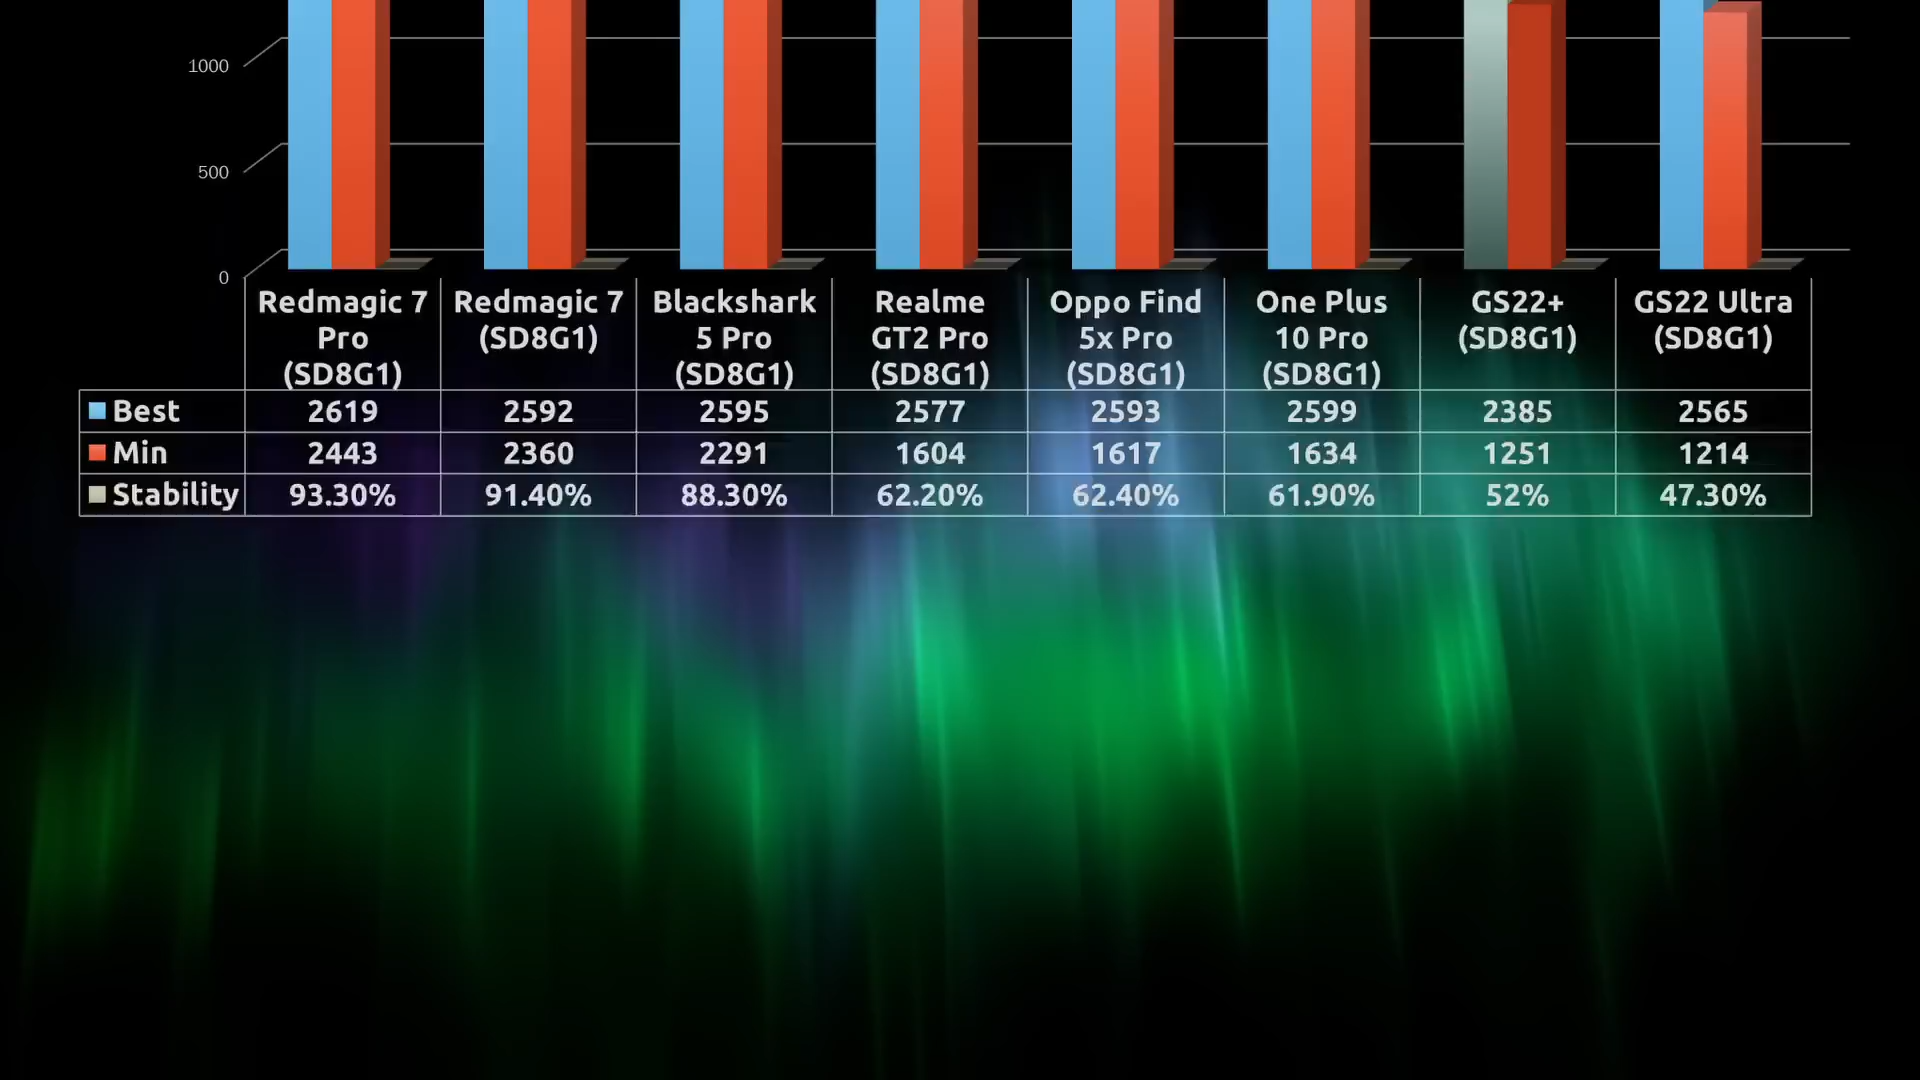 1000
500
0
Redmagic 7 Pro (SD8G1)
Redmagic 7 (SD8G1)
Blackshark 5 Pro (SD8G1)
Realme GT2 Pro (SD8G1)
Oppo Find 5x Pro (SD8G1)
One Plus 10 Pro (SD8G1)
GS22+ (SD8G1)
GS22 Ultra (SD8G1)
Best 2619 2592 2595 2577 2593 2599 2385 2565
Min 2443 2360 2291 1604 1617 1634 1251 1214
Stability 93.30% 91.40% 88.30% 62.20% 62.40% 61.90% 52% 47.30%